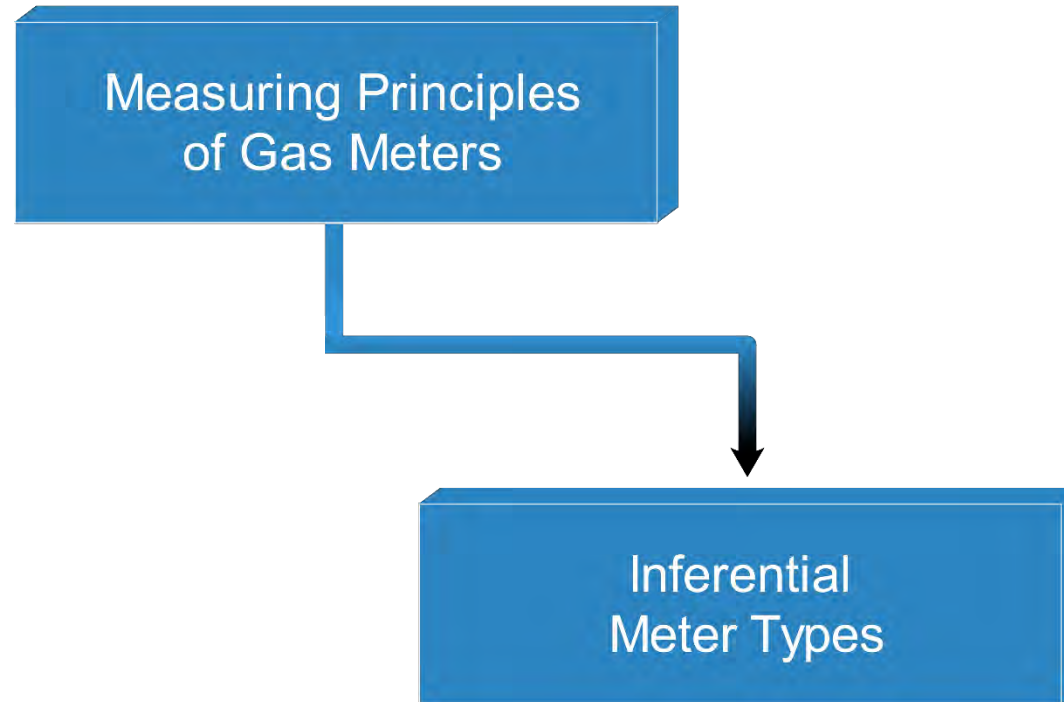 Measuring Principles
of Gas Meters
Inferential
Meter Types